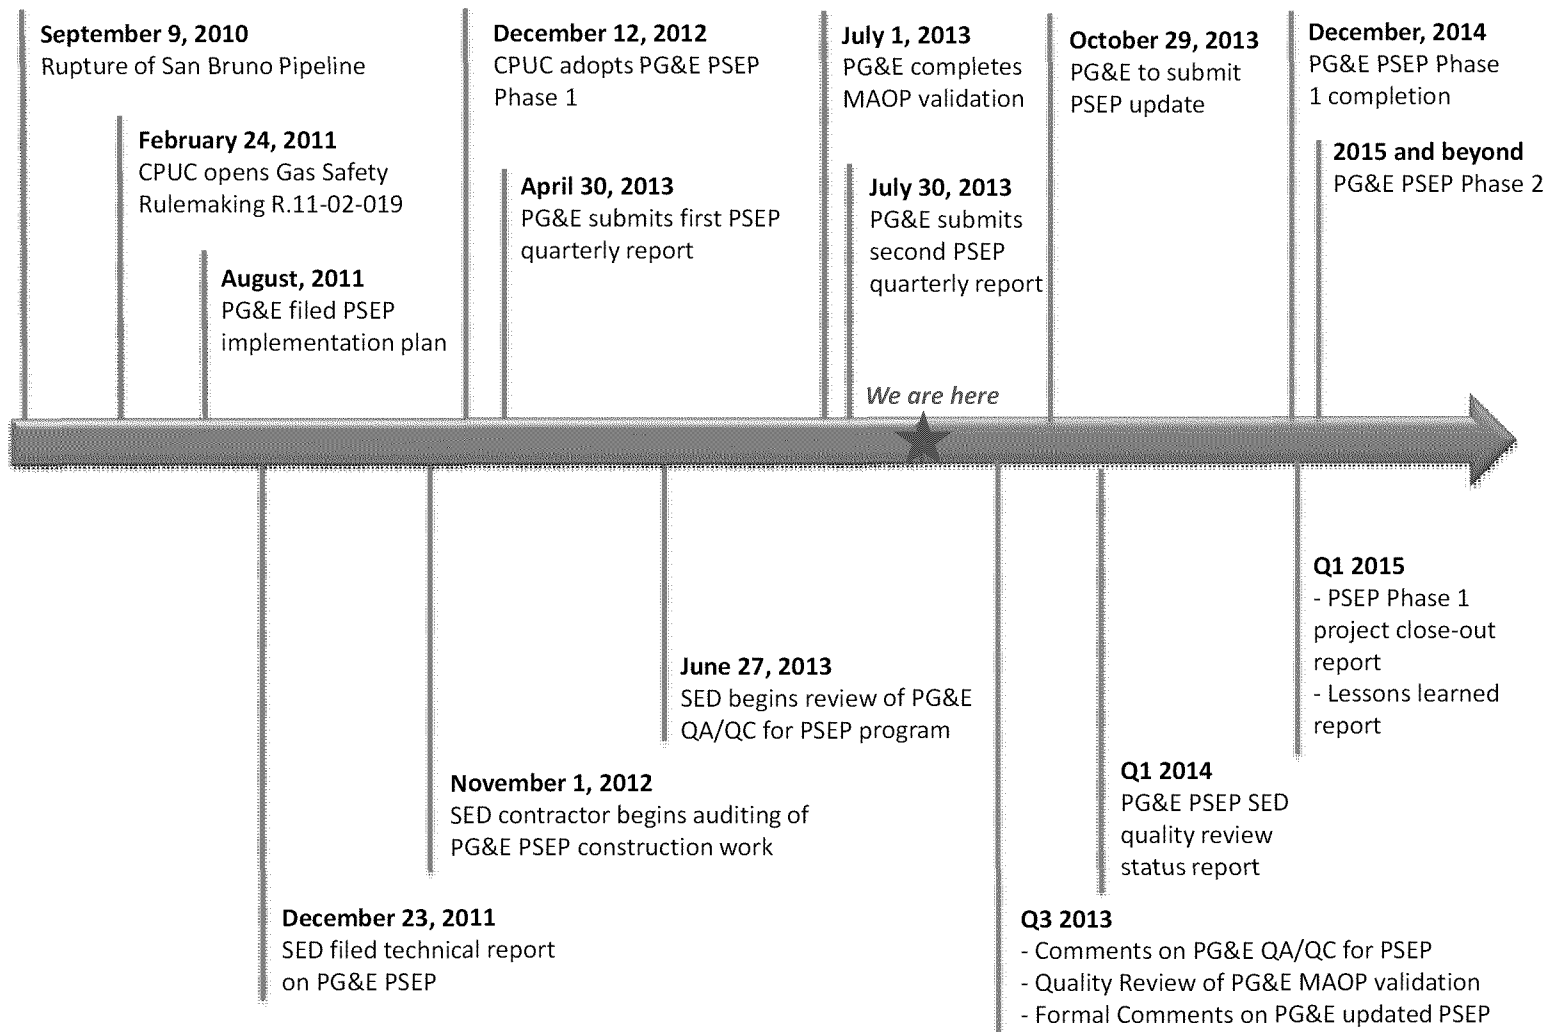 September 9, 2010
Rupture of San Bruno Pipeline
February 24, 2011
CPUC opens Gas Safety
Rulemaking R.11-02-019
August, 2011
PG&E filed PSEP
implementation plan
December 12, 2012
CPUC adopts PG&E PSEP
Phase 1
April 30, 2013
PG&E submits first PSEP
quarterly report
July 1, 2013
PG&E completes
MAOP validation
July 30, 2013
PG&E submits
second PSEP
quarterly report
October 29, 2013
PG&E to submit
PSEP update
December, 2014
PG&E PSEP Phase
1 completion
2015 and beyond
PG&E PSEP Phase 2
We are here
December 23, 2011
SED filed technical report
on PG&E PSEP
November 1, 2012
SED contractor begins auditing of
PG&E PSEP construction work
June 27, 2013
SED begins review of PG&E
QA/QC for PSEP program
Q3 2013
- Comments on PG&E QA/QC for PSEP
- Quality Review of PG&E MAOP validation
- Formal Comments on PG&E updated PSEP
Q1 2014
PG&E PSEP SED
quality review
status report
Q1 2015
- PSEP Phase 1
project close-out
report
- Lessons learned
report